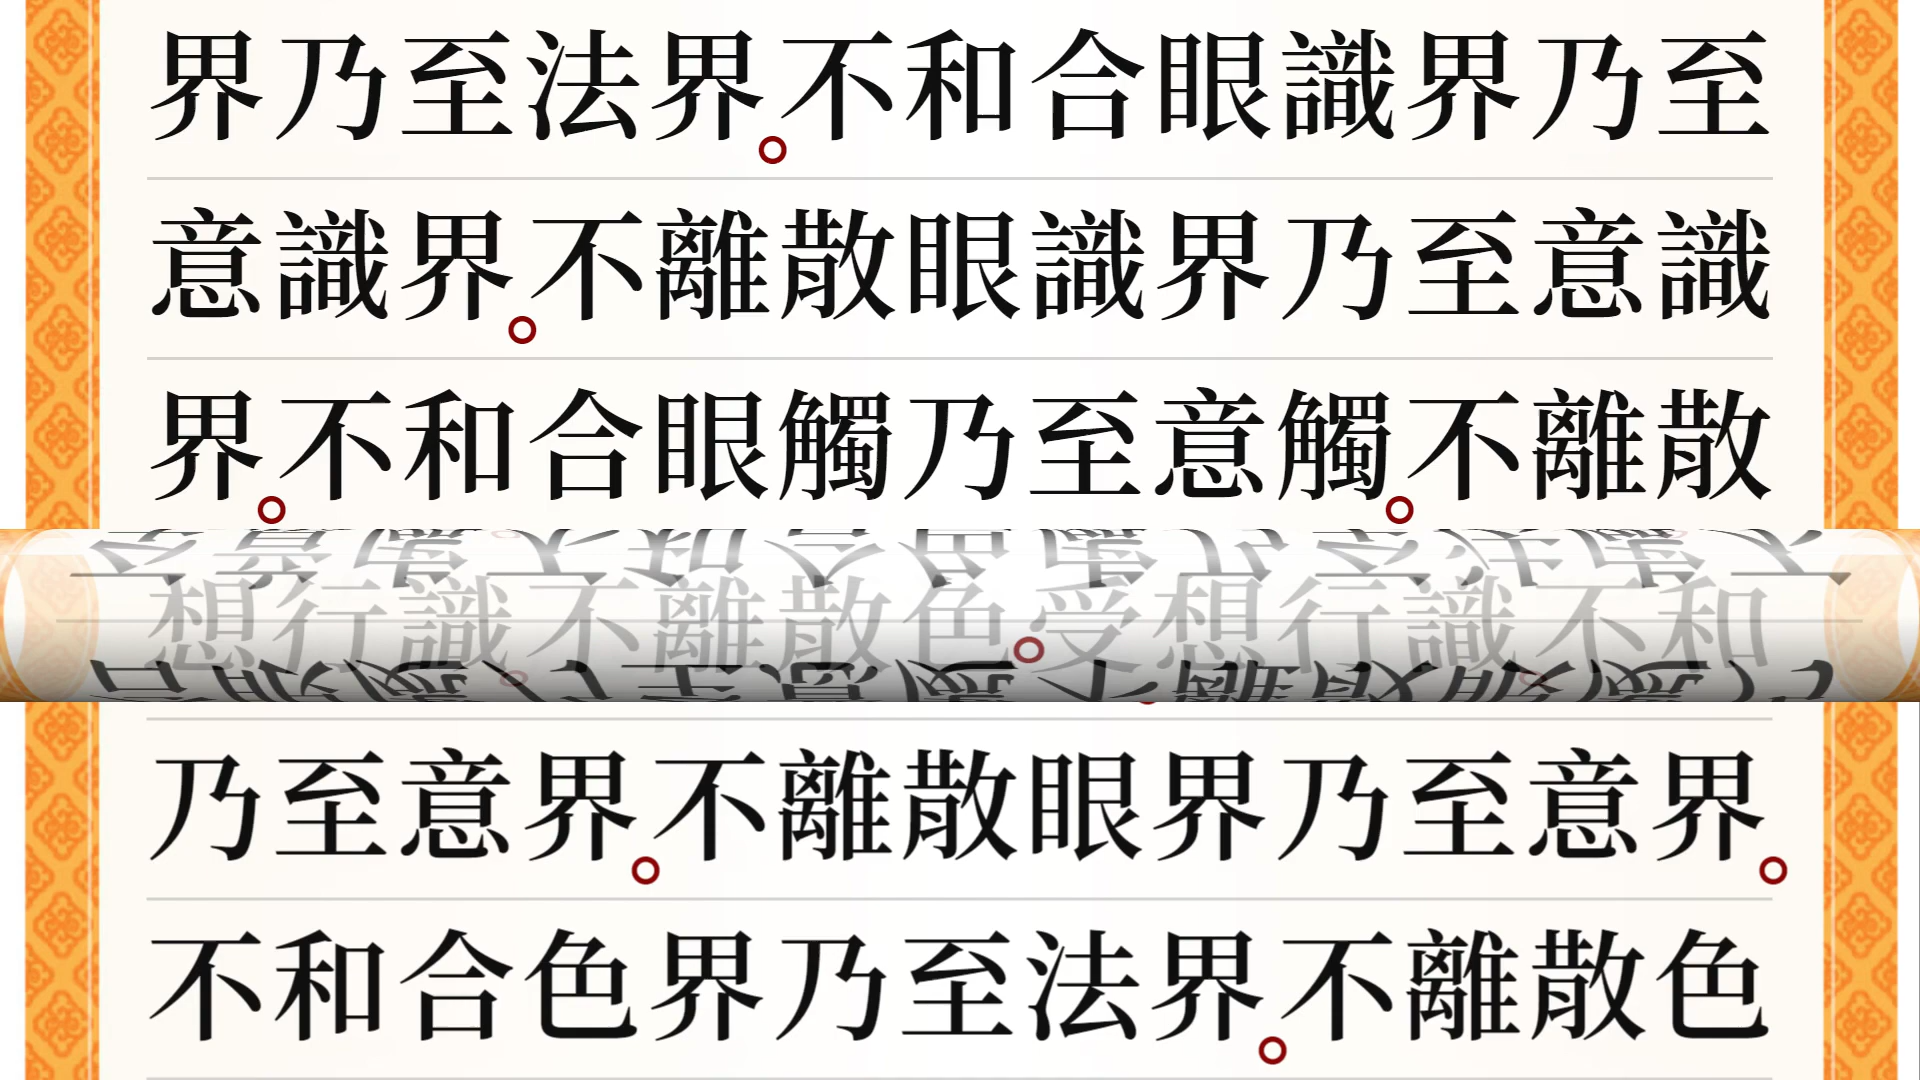 界乃至法界。不和合眼識界乃至
意識界。不離散眼識界乃至意識
界。不和合眼觸乃至意觸。不離散
想行識不離散色。受想行識不和
乃至意界。不離散眼界乃至意界。
不和合色界乃至法界。不離散色